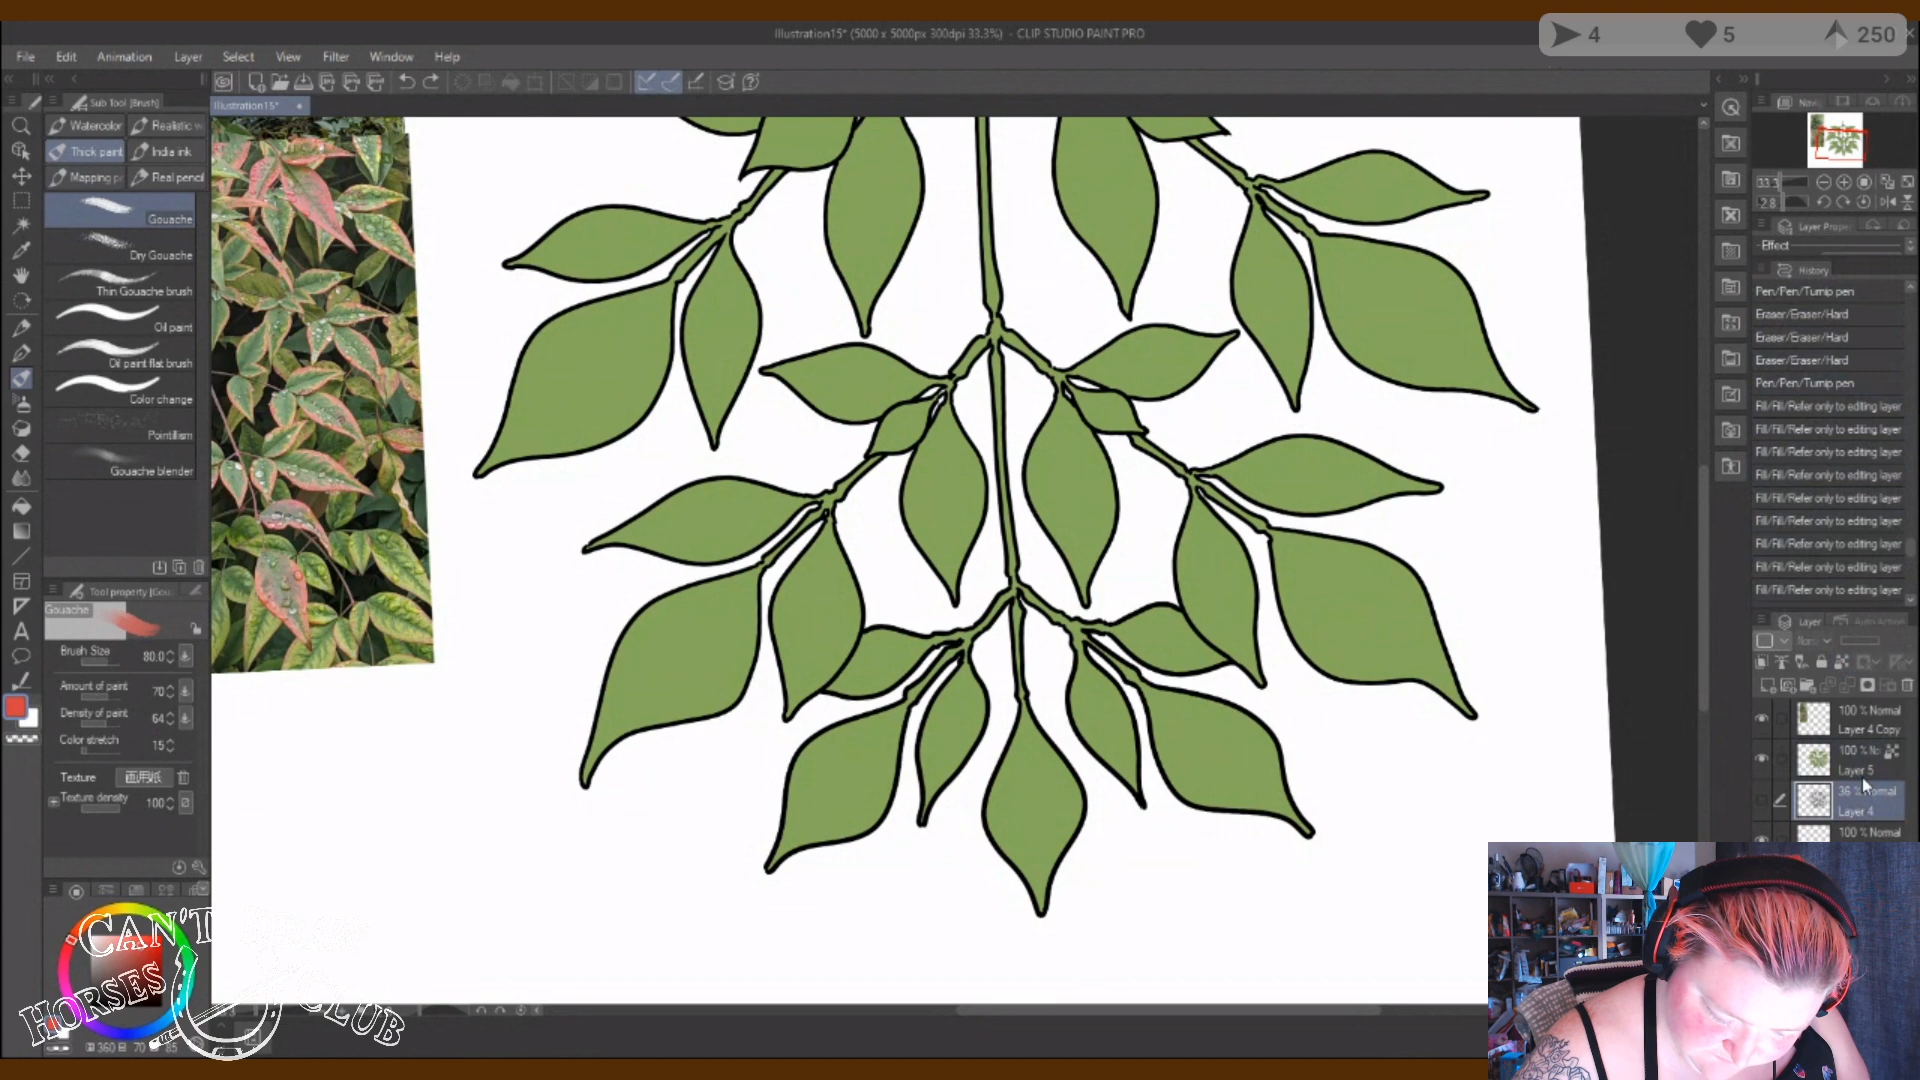 Illustration15* (5000 x 5000px 300dpi 33.3%) - CLIP STUDIO PAINT PRO
4
5
250
File Edit Animation Layer Select View Filter Window Help
Sub Tool [Brush]
Illustration15*
Watercolor
Thick paint India ink
Real pencil
Gouache
Dry Gouache
Thin Gouache brush
Oil paint
Oil paint flat brush
Color change
Pointillism
Gouache blender
Gouache
Brush Size 80.0
Amount of paint 70
Density of paint 64
Color stretch 15
Texture 画用紙
Texture density 100
CAN'T
HORSES
CLUB
Effect
History
Pen/Pen/Turnip pen
Eraser/Eraser/Hard
Eraser/Eraser/Hard
Eraser/Eraser/Hard
Pen/Pen/Turnip pen
Fill/Fill/Refer only to editing layer
Fill/Fill/Refer only to editing layer
Fill/Fill/Refer only to editing layer
Fill/Fill/Refer only to editing layer
Fill/Fill/Refer only to editing layer
Fill/Fill/Refer only to editing layer
Fill/Fill/Refer only to editing layer
Fill/Fill/Refer only to editing layer
Fill/Fill/Refer only to editing layer
Layer
100 % Normal
Layer 4 Copy
100 %
Layer 5
36 % Normal
Layer 4
100 % Normal